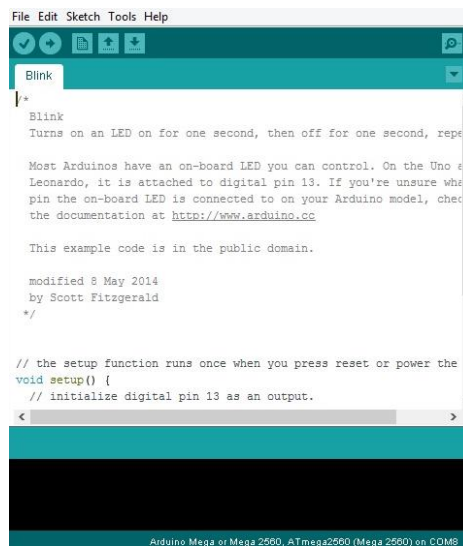 File Edit Sketch Tools Help
Blink
/*
Blink
Turns on an LED on for one second, then off for one second, repe
Most Arduinos have an on-board LED you can control. On the Uno a
Leonardo, it is attached to digital pin 13. If you're unsure wha
pin the on-board LED is connected to on your Arduino model, chec
the documentation at http://www.arduino.cc
This example code is in the public domain.
modified 8 May 2014
by Scott Fitzgerald
*/
// the setup function runs once when you press reset or power the
void setup() {
// initialize digital pin 13 as an output.
Arduino Mega or Mega 2560, ATmega2560 (Mega 2560) on COM8